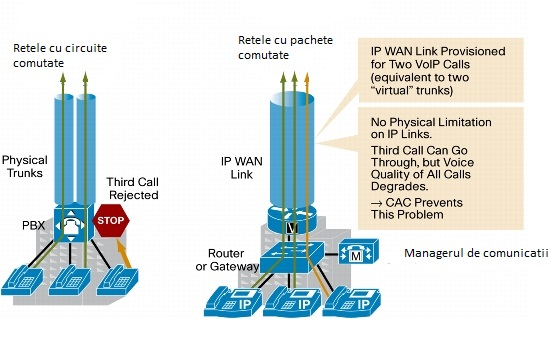 Retele cu circuite
comutate
Physical
Trunks
Third Call
Rejected
STOP
PBX
Retele cu pachete
comutate
IP WAN
Link
V
Router
or Gateway
M
Managerul de comunicatii
IP
IP
IP
IP WAN Link Provisioned
for Two VoIP Calls
(equivalent to two
“virtual” trunks)
No Physical Limitation
on IP Links.
Third Call Can Go
Through, but Voice
Quality of All Calls
Degrades.
→ CAC Prevents
This Problem